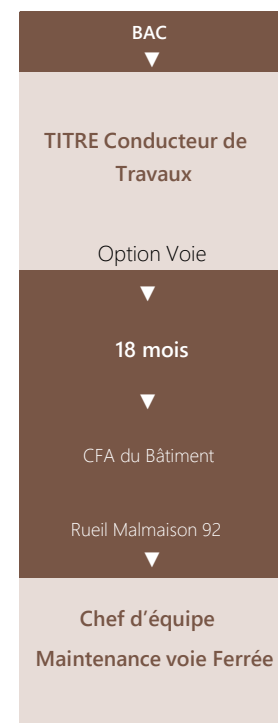 BAC
▼
TITRE Conducteur de
Travaux
Option Voie
▼
18 mois
▼
CFA du Bâtiment
Rueil Malmaison 92
▼
Chef d’équipe
Maintenance voie Ferrée